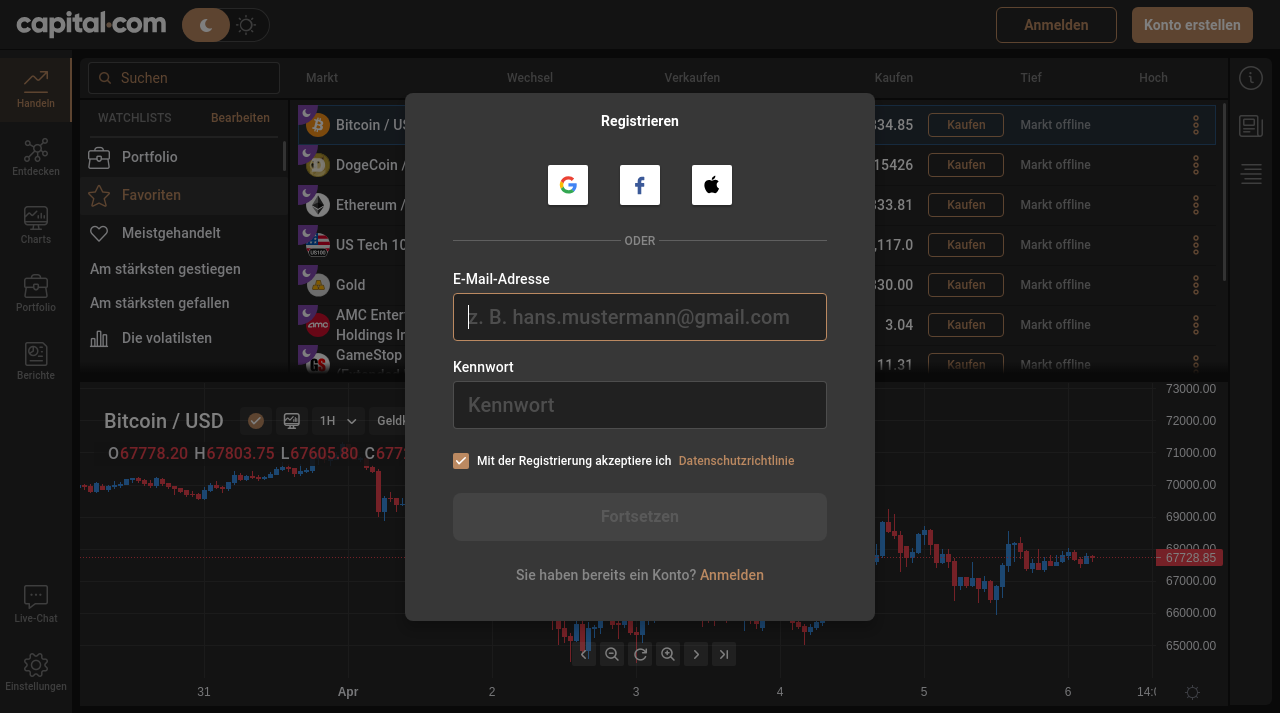 capital.com
Anmelden
Konto erstellen
Handeln
Entdecken
Charts
Portfolio
Berichte
Live-Chat
Einstellungen
Suchen
WATCHLISTS Bearbeiten
Portfolio
Favoriten
Meistgehandelt
Am stärksten gestiegen
Am stärksten gefallen
Die volatilsten
Markt Wechsel Verkaufen Kaufen Tief Hoch
Bitcoin / US 334.85 Kaufen Markt offline
DogeCoin / 15426 Kaufen Markt offline
Ethereum / 333.81 Kaufen Markt offline
US Tech 10 ,117.0 Kaufen Markt offline
Gold 330.00 Kaufen Markt offline
AMC Enter
Holdings In 3.04 Kaufen Markt offline
GameStop 11.31 Kaufen Markt offline
Registrieren
ODER
E-Mail-Adresse
z. B. hans.mustermann@gmail.com
Kennwort
Kennwort
Mit der Registrierung akzeptiere ich Datenschutzrichtlinie
Fortsetzen
Sie haben bereits ein Konto? Anmelden
Bitcoin / USD 1H Geldk
O67778.20 H67803.75 L67605.80 C677
73000.00
72000.00
71000.00
70000.00
69000.00
68000.00
67728.85
67000.00
66000.00
65000.00
31 Apr 2 3 4 5 6 14:0